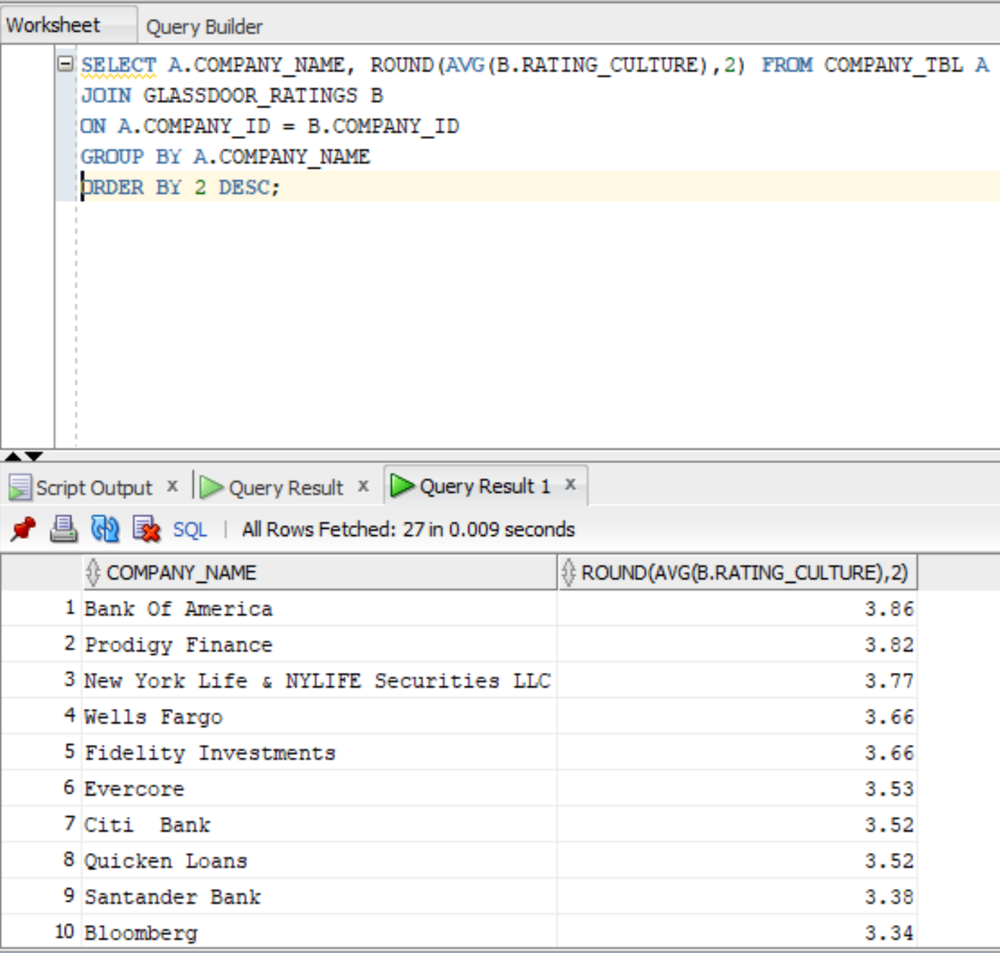 Worksheet Query Builder
SELECT A.COMPANY_NAME, ROUND(AVG(B.RATING_CULTURE),2) FROM COMPANY_TBL A
JOIN GLASSDOOR_RATINGS B
ON A.COMPANY_ID = B.COMPANY_ID
GROUP BY A.COMPANY_NAME
ORDER BY 2 DESC;
Script Output x Query Result x Query Result 1 x
SQL | All Rows Fetched: 27 in 0.009 seconds
COMPANY_NAME ROUND(AVG(B.RATING_CULTURE),2)
1 Bank Of America 3.86
2 Prodigy Finance 3.82
3 New York Life & NYLIFE Securities LLC 3.77
4 Wells Fargo 3.66
5 Fidelity Investments 3.66
6 Evercore 3.53
7 Citi  Bank 3.52
8 Quicken Loans 3.52
9 Santander Bank 3.38
10 Bloomberg 3.34